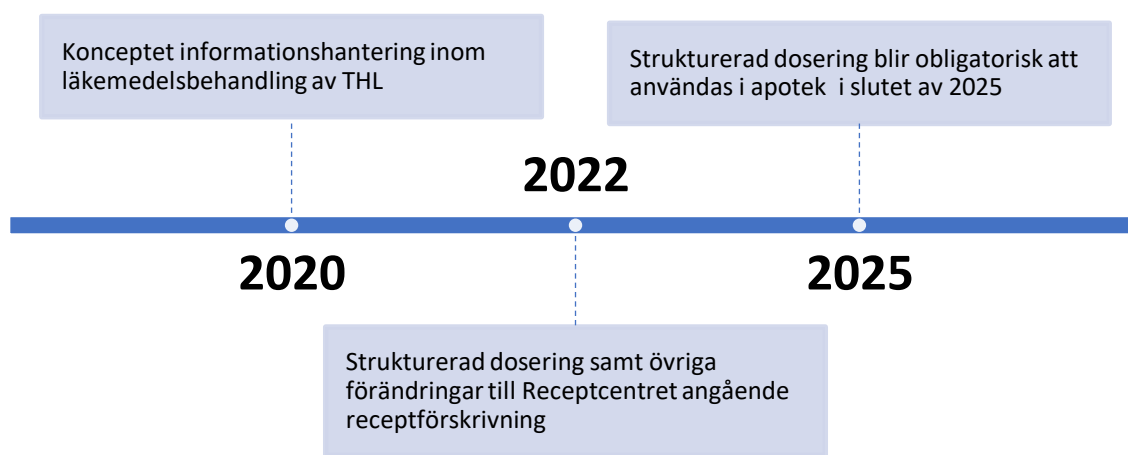 Konceptet informationshantering inom
läkemedelsbehandling av THL
Strukturerad dosering blir obligatorisk att
användas i apotek i slutet av 2025
2022
2020
2025
Strukturerad dosering samt övriga
förändringar till Receptcentret angående
receptförskrivning